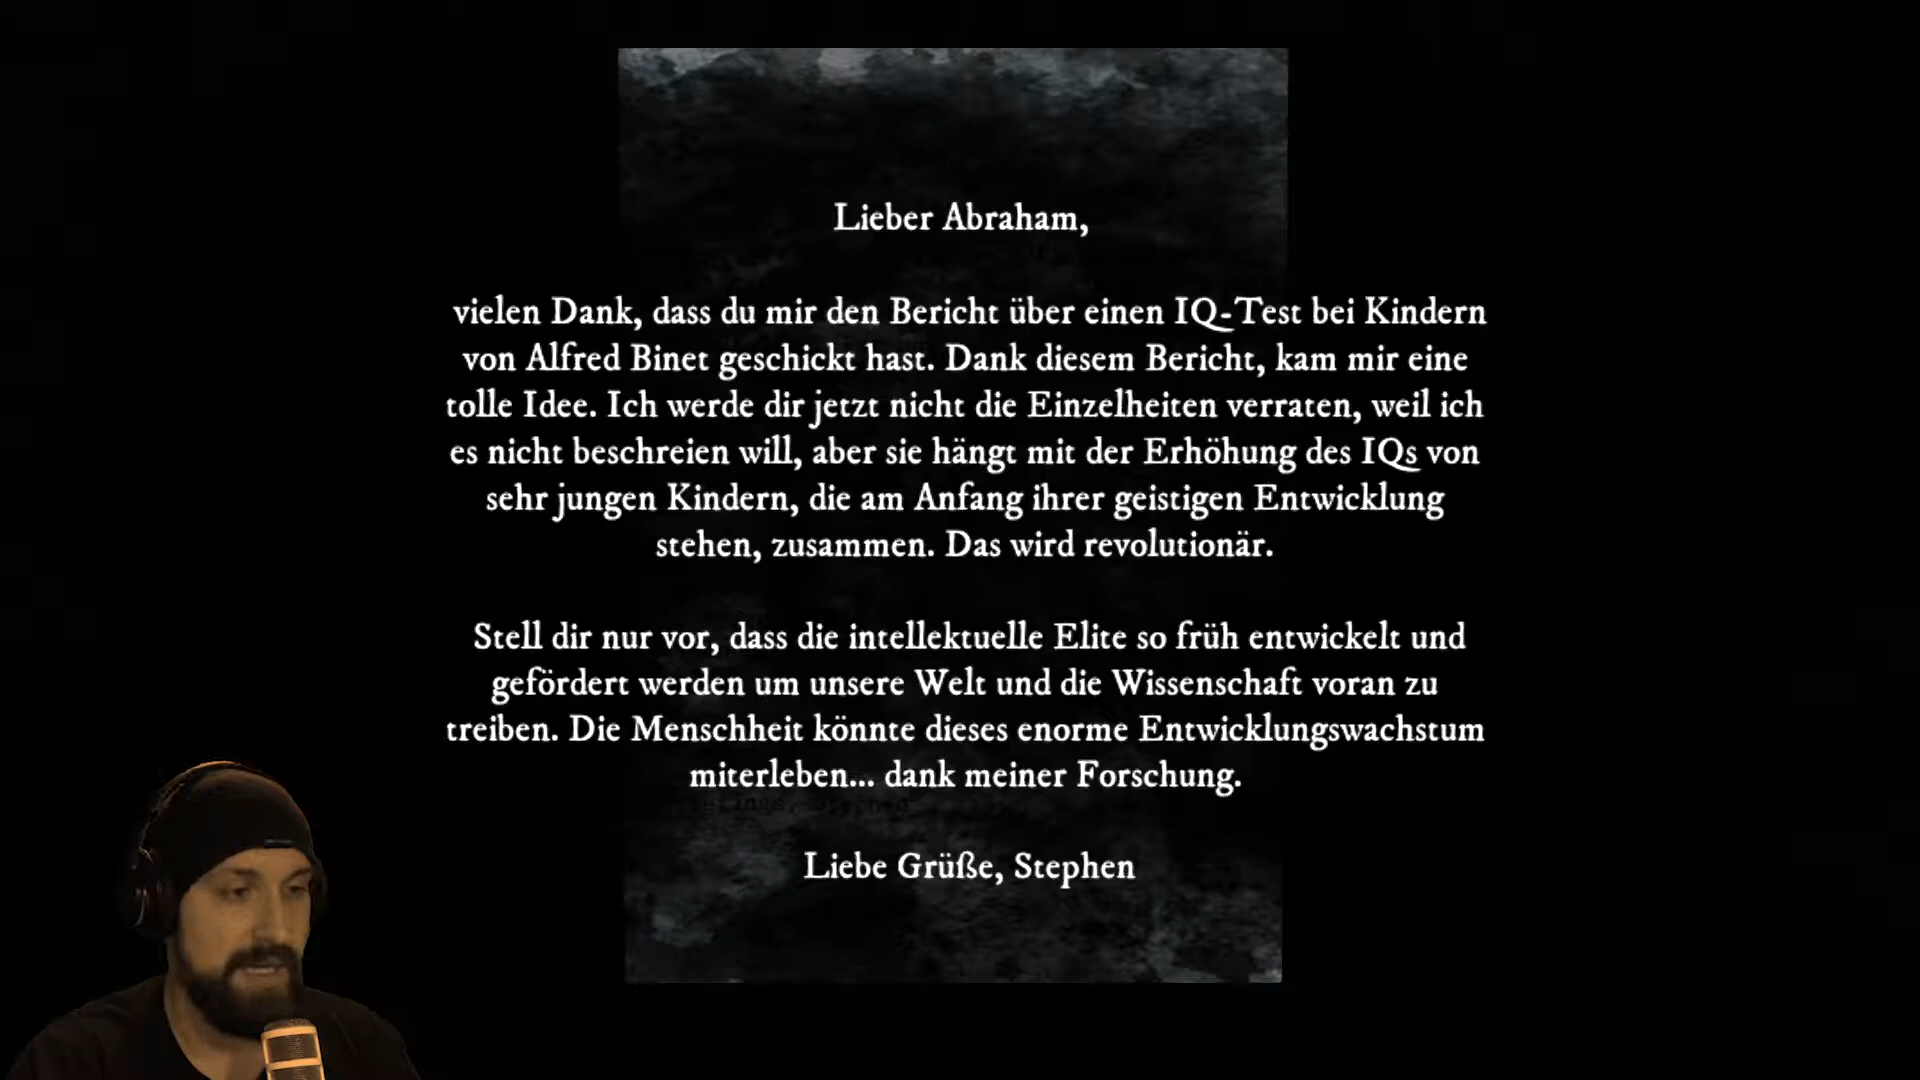 Lieber Abraham,
vielen Dank, dass du mir den Bericht über einen IQ-Test bei Kindern
von Alfred Binet geschickt hast. Dank diesem Bericht, kam mir eine
tolle Idee. Ich werde dir jetzt nicht die Einzelheiten verraten, weil ich
es nicht beschreien will, aber sie hängt mit der Erhöhung des IQs von
sehr jungen Kindern, die am Anfang ihrer geistigen Entwicklung
stehen, zusammen. Das wird revolutionär.
Stell dir nur vor, dass die intellektuelle Elite so früh entwickelt und
gefördert werden um unsere Welt und die Wissenschaft voran zu
treiben. Die Menschheit könnte dieses enorme Entwicklungswachstum
miterleben... dank meiner Forschung.
Liebe Grüße, Stephen